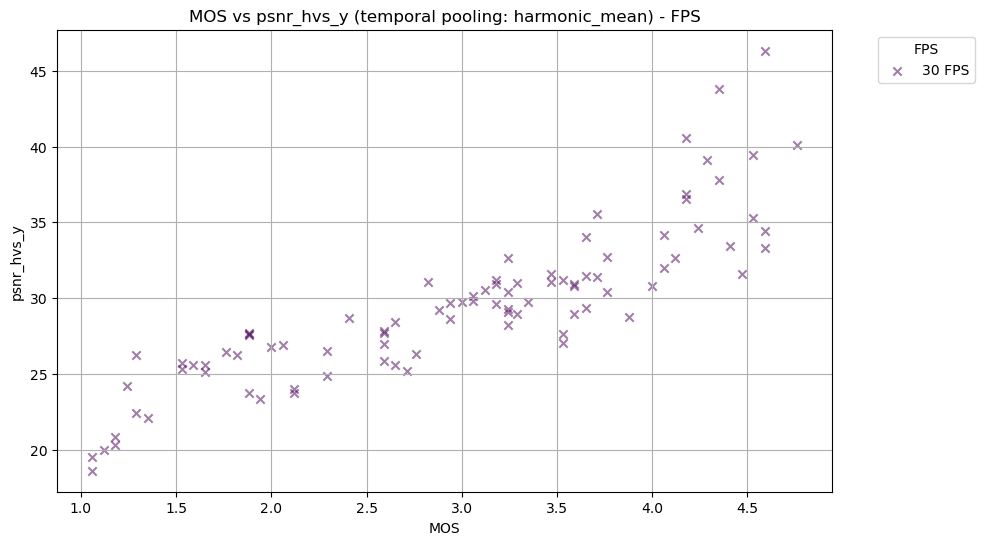 MOS vs psnr_hvs_y (temporal pooling: harmonic_mean) - FPS
FPS
30 FPS
psnr_hvs_y
45
40
35
30
25
20
1.0 1.5 2.0 2.5 3.0 3.5 4.0 4.5
MOS